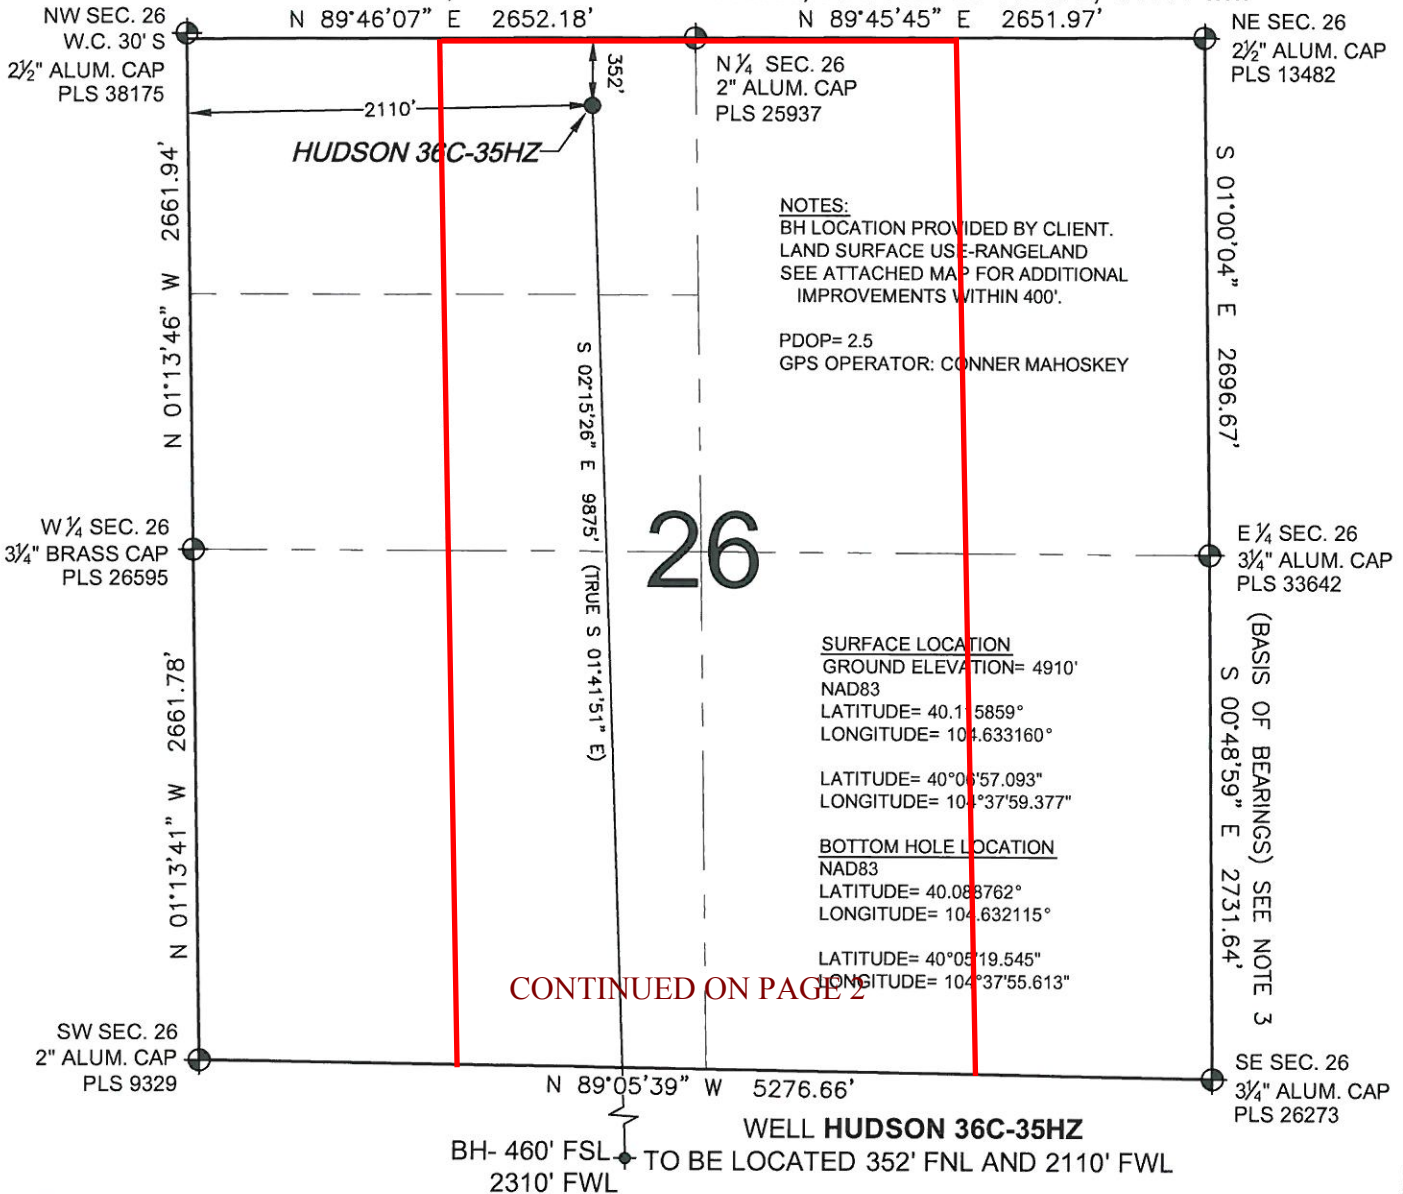 N 89°46'07" E 2652.18'
N 89°45'45" E 2651.97'
NW SEC. 26
W.C. 30' S
2½" ALUM. CAP
PLS 38175
NE SEC. 26
2½" ALUM. CAP
PLS 13482
N ¼ SEC. 26
2" ALUM. CAP
PLS 25937
352'
2110'
HUDSON 36C-35HZ
N 01°13'46" W 2661.94'
S 01°00'04" E 2696.67'
NOTES:
BH LOCATION PROVIDED BY CLIENT.
LAND SURFACE USE-RANGELAND
SEE ATTACHED MAP FOR ADDITIONAL
IMPROVEMENTS WITHIN 400'.
PDOP= 2.5
GPS OPERATOR: CONNER MAHOSKEY
S 02°15'26" E 9875' (TRUE S 01°41'51" E)
26
W ¼ SEC. 26
3¼" BRASS CAP
PLS 26595
E ¼ SEC. 26
3¼" ALUM. CAP
PLS 33642
N 01°13'41" W 2661.78'
S 00°48'59" E 2731.64'
(BASIS OF BEARINGS) SEE NOTE 3
SURFACE LOCATION
GROUND ELEVATION= 4910'
NAD83
LATITUDE= 40.115859°
LONGITUDE= 104.633160°
LATITUDE= 40°06'57.093"
LONGITUDE= 104°37'59.377"
BOTTOM HOLE LOCATION
NAD83
LATITUDE= 40.088762°
LONGITUDE= 104.632115°
LATITUDE= 40°05'19.545"
LONGITUDE= 104°37'55.613"
CONTINUED ON PAGE 2
SW SEC. 26
2" ALUM. CAP
PLS 9329
SE SEC. 26
3¼" ALUM. CAP
PLS 26273
N 89°05'39" W 5276.66'
BH- 460' FSL
2310' FWL
WELL HUDSON 36C-35HZ
TO BE LOCATED 352' FNL AND 2110' FWL